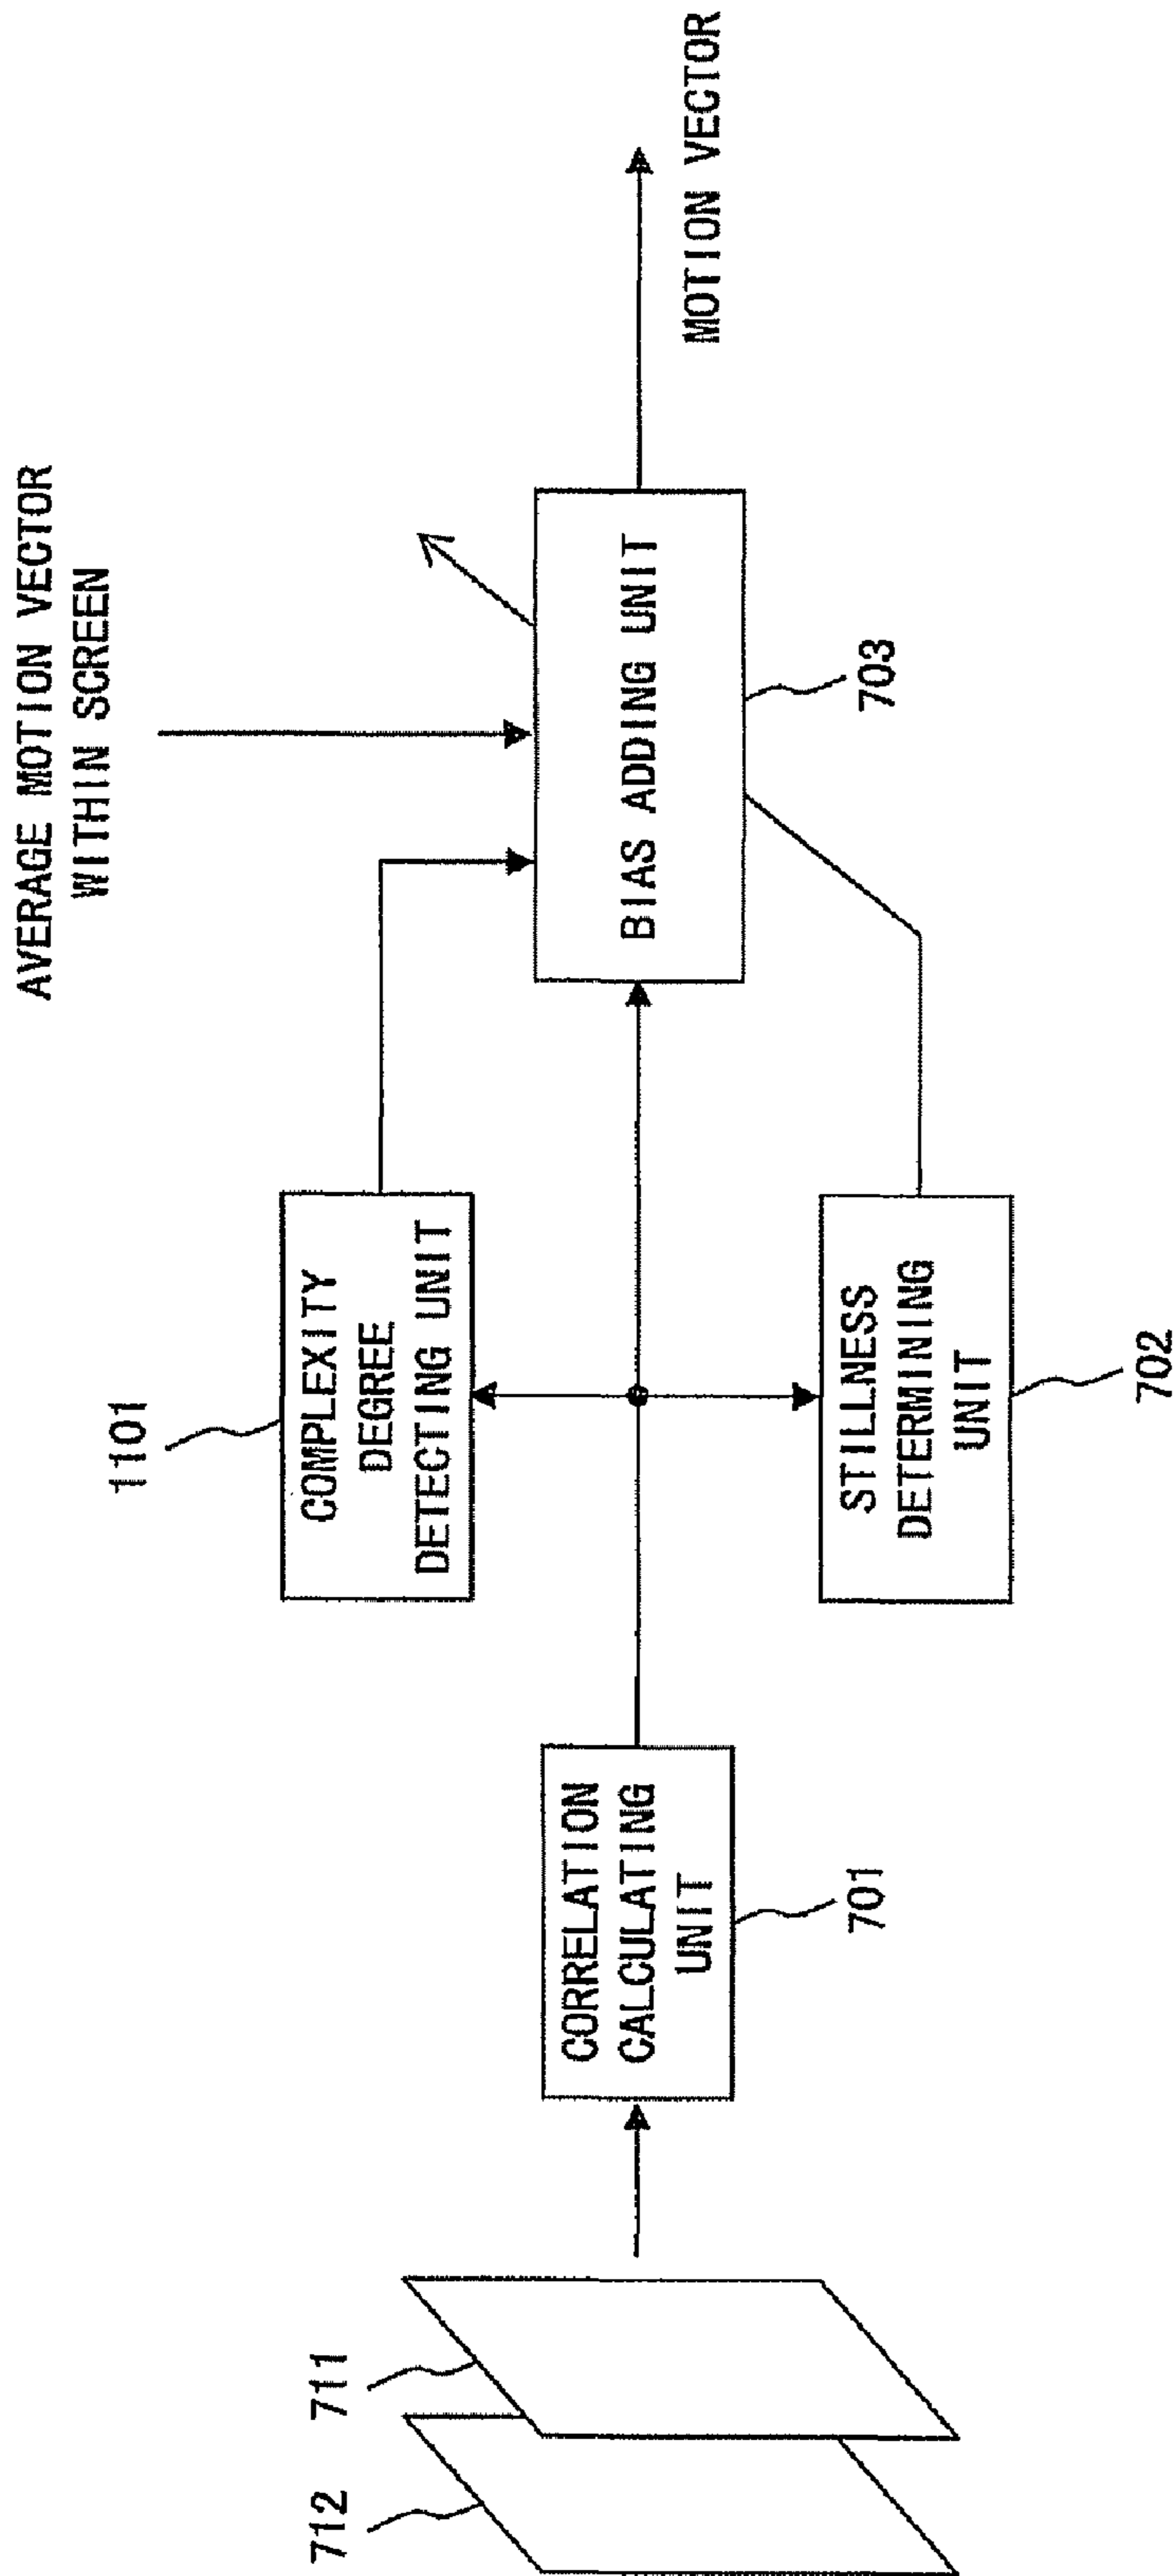 AVERAGE MOTION VECTOR
WITHIN SCREEN
1101
COMPLEXITY
DEGREE
DETECTING UNIT
712
711
CORRELATION
CALCULATING
UNIT
701
BIAS ADDING UNIT
703
MOTION VECTOR
STILLNESS
DETERMINING
UNIT
702